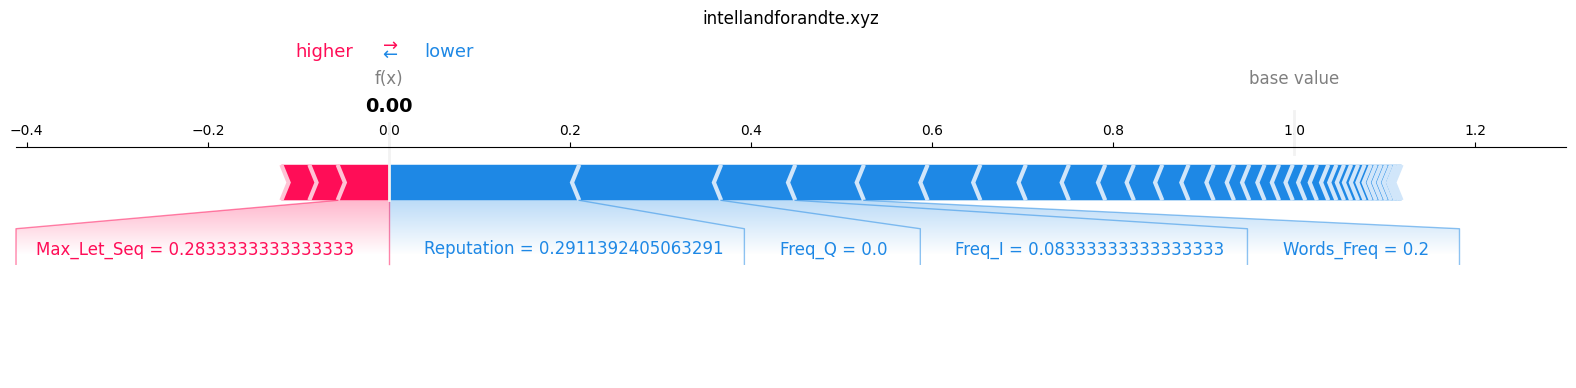 intellandforandte.xyz
higher ⇄ lower
f(x) base value
0.00
−0.4 −0.2 0.0 0.2 0.4 0.6 0.8 1.0 1.2
Max_Let_Seq = 0.2833333333333333 Reputation = 0.2911392405063291 Freq_Q = 0.0 Freq_I = 0.08333333333333333 Words_Freq = 0.2